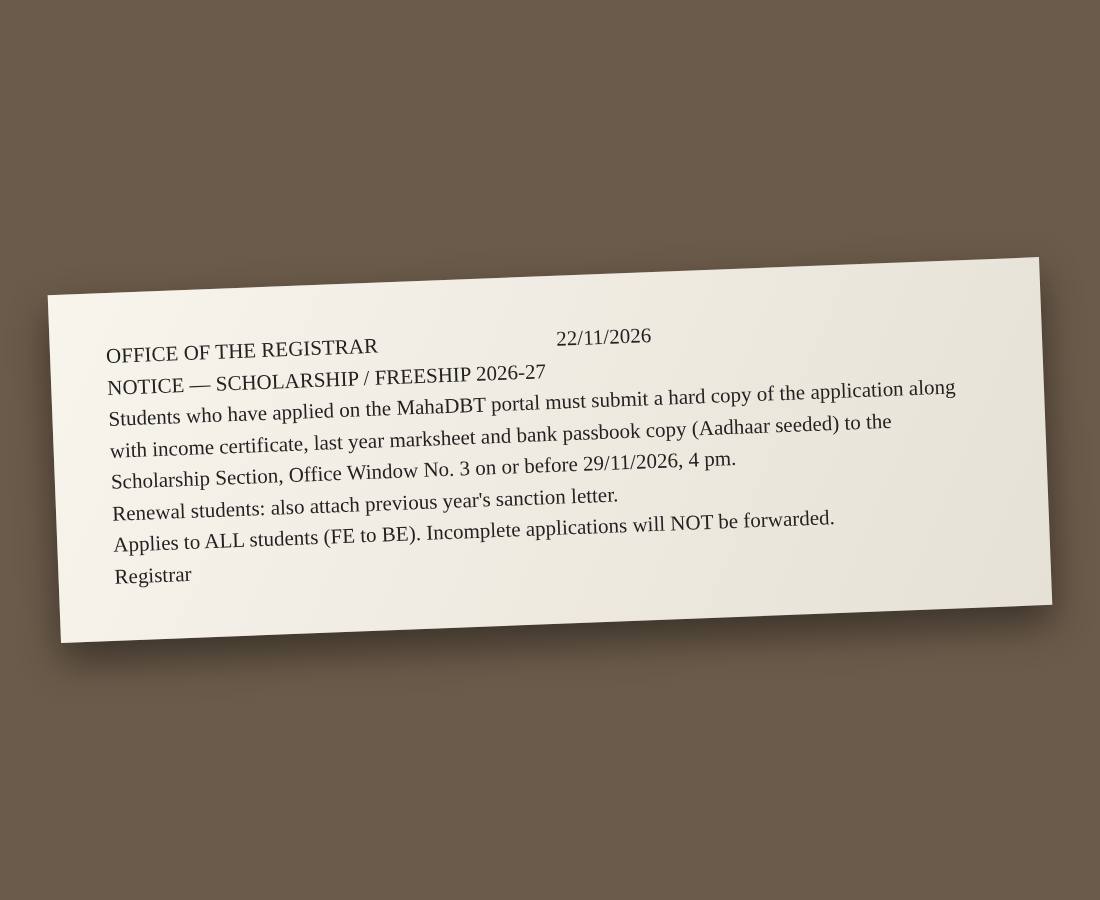 OFFICE OF THE REGISTRAR 22/11/2026
NOTICE — SCHOLARSHIP / FREESHIP 2026-27
Students who have applied on the MahaDBT portal must submit a hard copy of the application along
with income certificate, last year marksheet and bank passbook copy (Aadhaar seeded) to the
Scholarship Section, Office Window No. 3 on or before 29/11/2026, 4 pm.
Renewal students: also attach previous year's sanction letter.
Applies to ALL students (FE to BE). Incomplete applications will NOT be forwarded.
Registrar